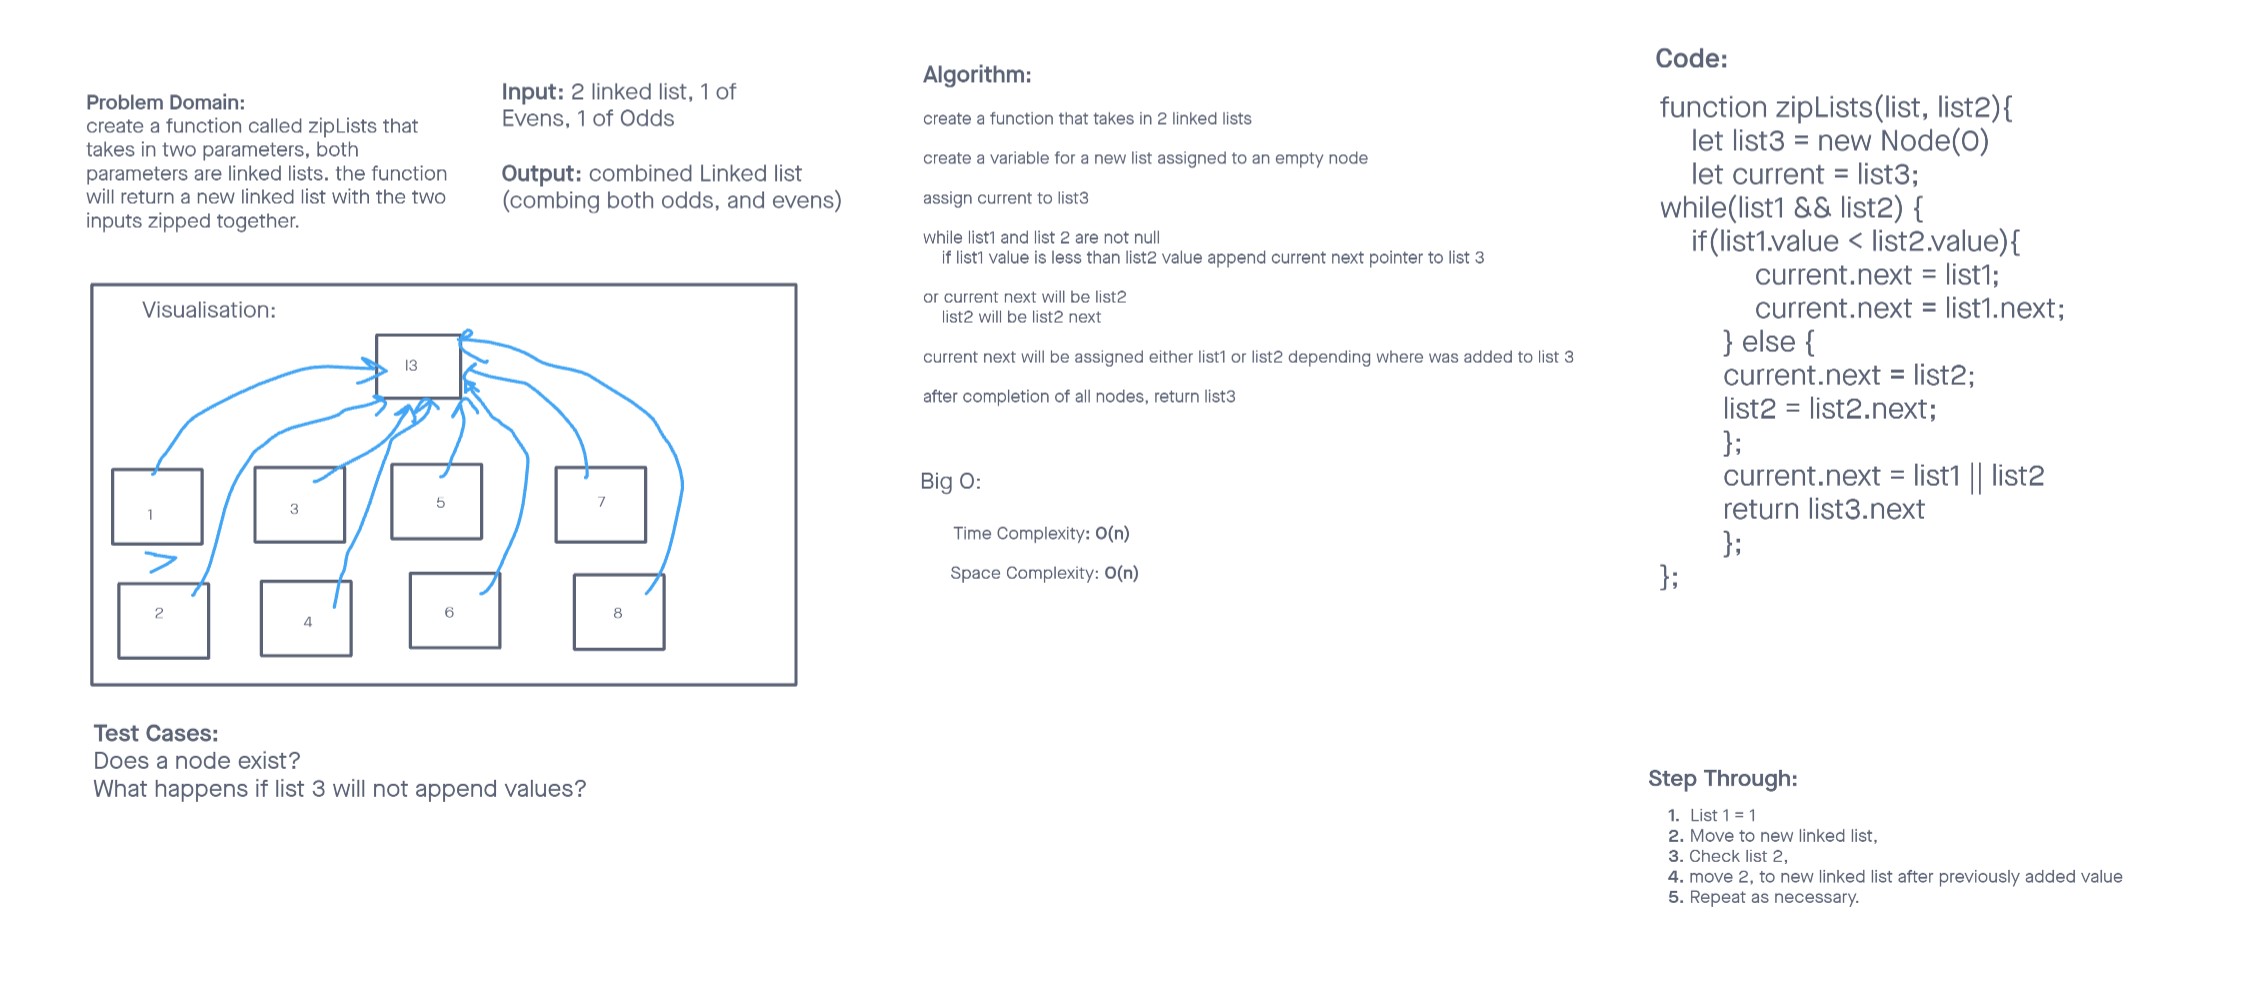 Problem Domain:
create a function called zipLists that
takes in two parameters, both
parameters are linked lists. the function
will return a new linked list with the two
inputs zipped together.
Input: 2 linked list, 1 of
Evens, 1 of Odds
Output: combined Linked list
(combing both odds, and evens)
Visualisation:
l3
1
3
5
7
>
2
4
6
8
Test Cases:
Does a node exist?
What happens if list 3 will not append values?
Algorithm:
create a function that takes in 2 linked lists
create a variable for a new list assigned to an empty node
assign current to list3
while list1 and list 2 are not null
if list1 value is less than list2 value append current next pointer to list 3
or current next will be list2
list2 will be list2 next
current next will be assigned either list1 or list2 depending where was added to list 3
after completion of all nodes, return list3
Big O:
Time Complexity: O(n)
Space Complexity: O(n)
Code:
function zipLists(list, list2){
let list3 = new Node(0)
let current = list3;
while(list1 && list2) {
if(list1.value < list2.value){
current.next = list1;
current.next = list1.next;
} else {
current.next = list2;
list2 = list2.next;
};
current.next = list1 || list2
return list3.next
};
};
Step Through:
1. List 1 = 1
2. Move to new linked list,
3. Check list 2,
4. move 2, to new linked list after previously added value
5. Repeat as necessary.